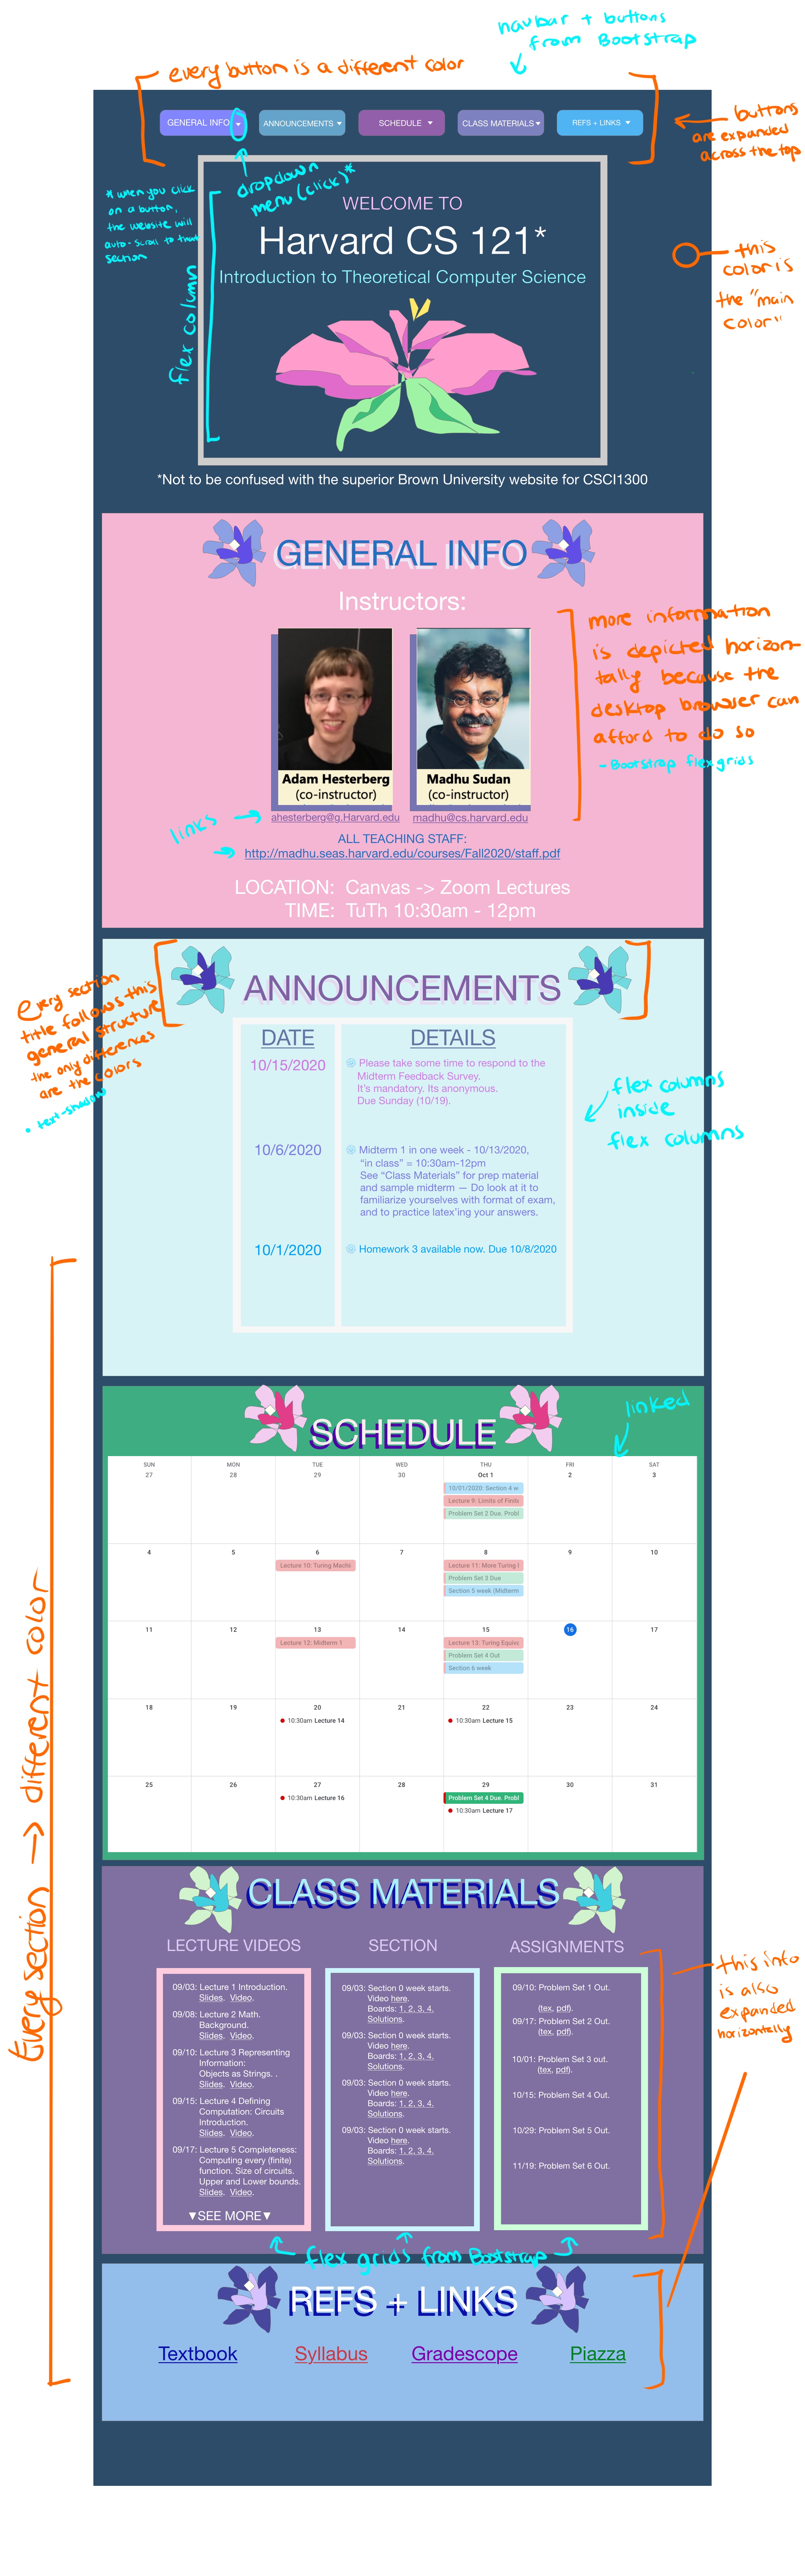 navbar + buttons
from Bootstrap
every button is a different color
GENERAL INFO
ANNOUNCEMENTS
SCHEDULE
CLASS MATERIALS
REFS + LINKS
buttons
are expanded
across the top
dropdown
menu (click)*
* when you click
on a button,
the website will
auto-scroll to that
section
flex column
WELCOME TO
Harvard CS 121*
Introduction to Theoretical Computer Science
this
color is
the "main
color"
*Not to be confused with the superior Brown University website for CSCI1300
GENERAL INFO
Instructors:
Adam Hesterberg
(co-instructor)
Madhu Sudan
(co-instructor)
more information
is depicted horizon-
tally because the
desktop browser can
afford to do so
- Bootstrap flex grids
links
ahesterberg@g.Harvard.edu
madhu@cs.harvard.edu
ALL TEACHING STAFF:
http://madhu.seas.harvard.edu/courses/Fall2020/staff.pdf
LOCATION: Canvas -> Zoom Lectures
TIME: TuTh 10:30am - 12pm
ANNOUNCEMENTS
every section
title follows this
general structure
the only differences
are the colors
• text-shadow
DATE
DETAILS
10/15/2020
Please take some time to respond to the
Midterm Feedback Survey.
It's mandatory. Its anonymous.
Due Sunday (10/19).
10/6/2020
Midterm 1 in one week - 10/13/2020,
“in class” = 10:30am-12pm
See “Class Materials” for prep material
and sample midterm — Do look at it to
familiarize yourselves with format of exam,
and to practice latex'ing your answers.
10/1/2020
Homework 3 available now. Due 10/8/2020
flex columns
inside
flex columns
Every section → different color
SCHEDULE
linked
SUN MON TUE WED THU FRI SAT
27 28 29 30 Oct 1 2 3
10/01/2020: Section 4 w
Lecture 9: Limits of Finite
Problem Set 2 Due. Probl
4 5 6 7 8 9 10
Lecture 10: Turing Machi
Lecture 11: More Turing
Problem Set 3 Due
Section 5 week (Midterm
11 12 13 14 15 16 17
Lecture 12: Midterm 1
Lecture 13: Turing Equiv
Problem Set 4 Out
Section 6 week
18 19 20 21 22 23 24
10:30am Lecture 14
10:30am Lecture 15
25 26 27 28 29 30 31
10:30am Lecture 16
Problem Set 4 Due. Probl
10:30am Lecture 17
CLASS MATERIALS
LECTURE VIDEOS
09/03: Lecture 1 Introduction.
Slides. Video.
09/08: Lecture 2 Math.
Background.
Slides. Video.
09/10: Lecture 3 Representing
Information:
Objects as Strings. .
Slides. Video.
09/15: Lecture 4 Defining
Computation: Circuits
Introduction.
Slides. Video.
09/17: Lecture 5 Completeness:
Computing every (finite)
function. Size of circuits.
Upper and Lower bounds.
Slides. Video.
▼SEE MORE▼
SECTION
09/03: Section 0 week starts.
Video here.
Boards: 1, 2, 3, 4.
Solutions.
09/03: Section 0 week starts.
Video here.
Boards: 1, 2, 3, 4.
Solutions.
09/03: Section 0 week starts.
Video here.
Boards: 1, 2, 3, 4.
Solutions.
09/03: Section 0 week starts.
Video here.
Boards: 1, 2, 3, 4.
Solutions.
ASSIGNMENTS
09/10: Problem Set 1 Out.
(tex, pdf).
09/17: Problem Set 2 Out.
(tex, pdf).
10/01: Problem Set 3 out.
(tex, pdf).
10/15: Problem Set 4 Out.
10/29: Problem Set 5 Out.
11/19: Problem Set 6 Out.
this info
is also
expanded
horizontally
flex grids from Bootstrap
REFS + LINKS
Textbook
Syllabus
Gradescope
Piazza